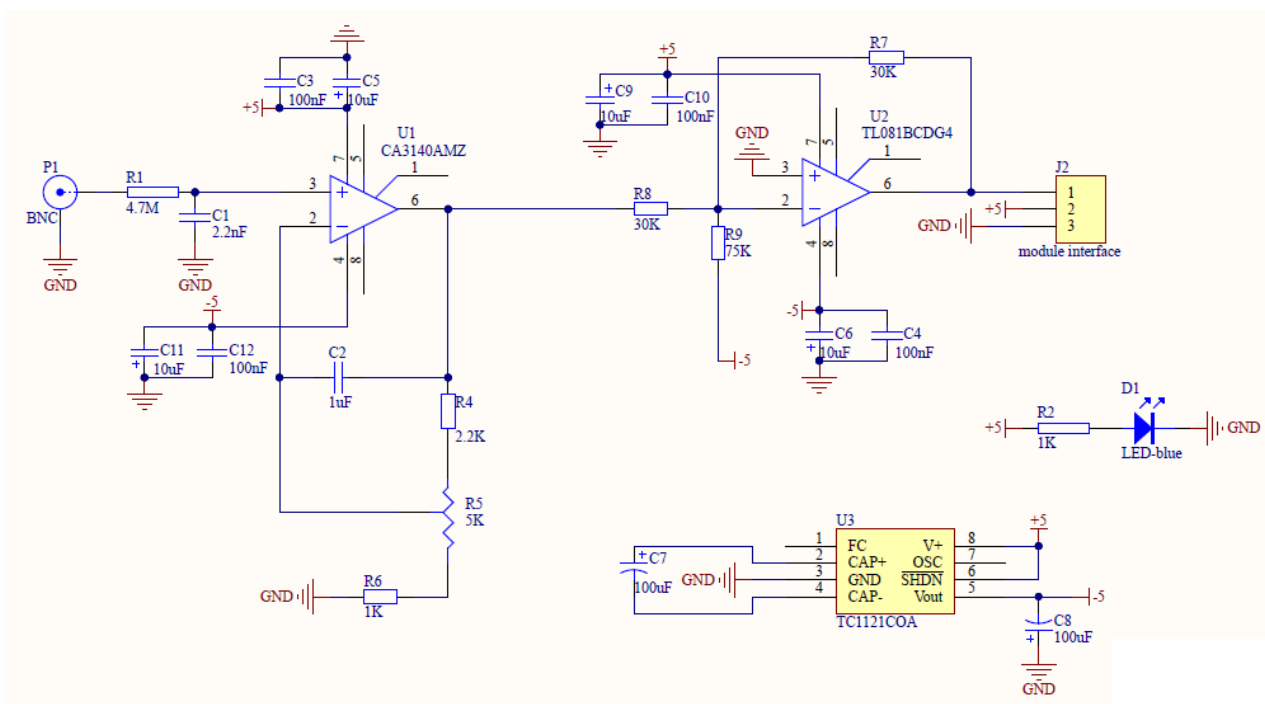 C3
100nF
C5
10uF
+5
U1
CA3140AMZ
7
5
1
3
6
2
4
8
P1
BNC
GND
R1
4.7M
C1
2.2nF
GND
-5
C11
10uF
C12
100nF
C2
1uF
R4
2.2K
R5
5K
GND
R6
1K
+5
C9
10uF
C10
100nF
R7
30K
U2
TL081BCDG4
GND
7
5
1
3
6
2
4
8
R8
30K
R9
75K
-5
-5
C6
10uF
C4
100nF
J2
1
+5
2
GND
3
module interface
D1
+5
R2
1K
LED-blue
GND
U3
+5
1
FC
V+
8
2
CAP+
OSC
7
3
GND
SHDN
6
4
CAP-
Vout
5
TC1121COA
C7
100uF
GND
-5
C8
100uF
GND